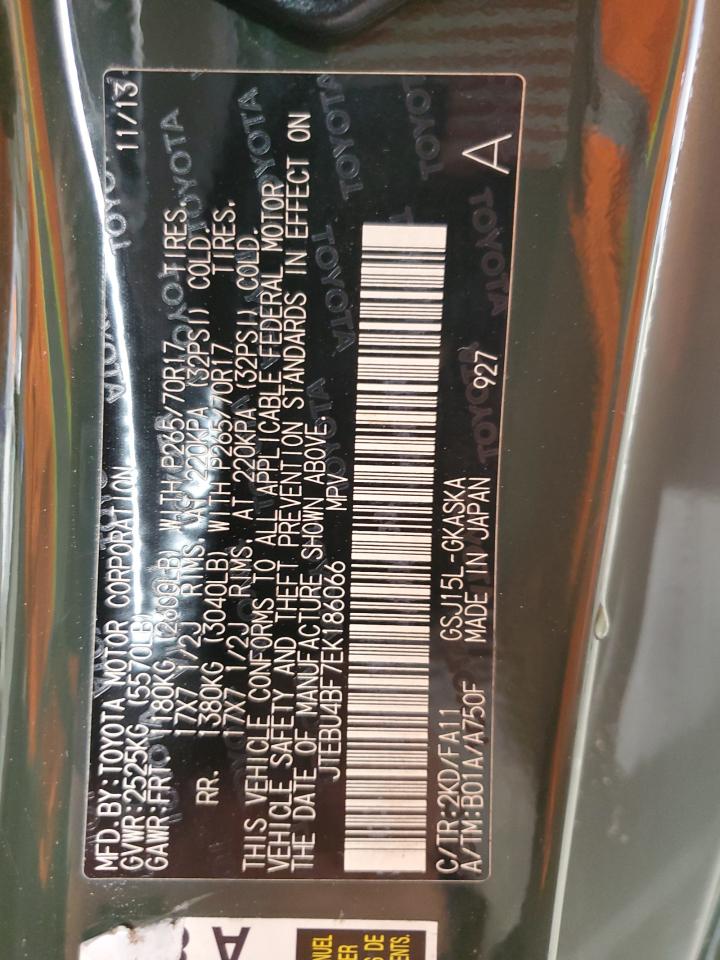 MFD.BY:TOYOTA MOTOR CORPORATION 11/13
GVWR:2525KG (5570LB)
GAWR:FRT 1180KG (2600LB) WITH P265/70R17 TIRES.
17X7 1/2J RIMS, AT 220KPA (32PSI) COLD.
RR. 1380KG (3040LB) WITH P265/70R17 TIRES.
17X7 1/2J RIMS, AT 220KPA (32PSI) COLD.
THIS VEHICLE CONFORMS TO ALL APPLICABLE FEDERAL MOTOR
VEHICLE SAFETY AND THEFT PREVENTION STANDARDS IN EFFECT ON
THE DATE OF MANUFACTURE SHOWN ABOVE.
JTEBU4BF7EK186066 MPV
C/TR:2KD/FA11 GSJ15L-GKASKA
A/TM:B01A/A750F MADE IN JAPAN 927 A